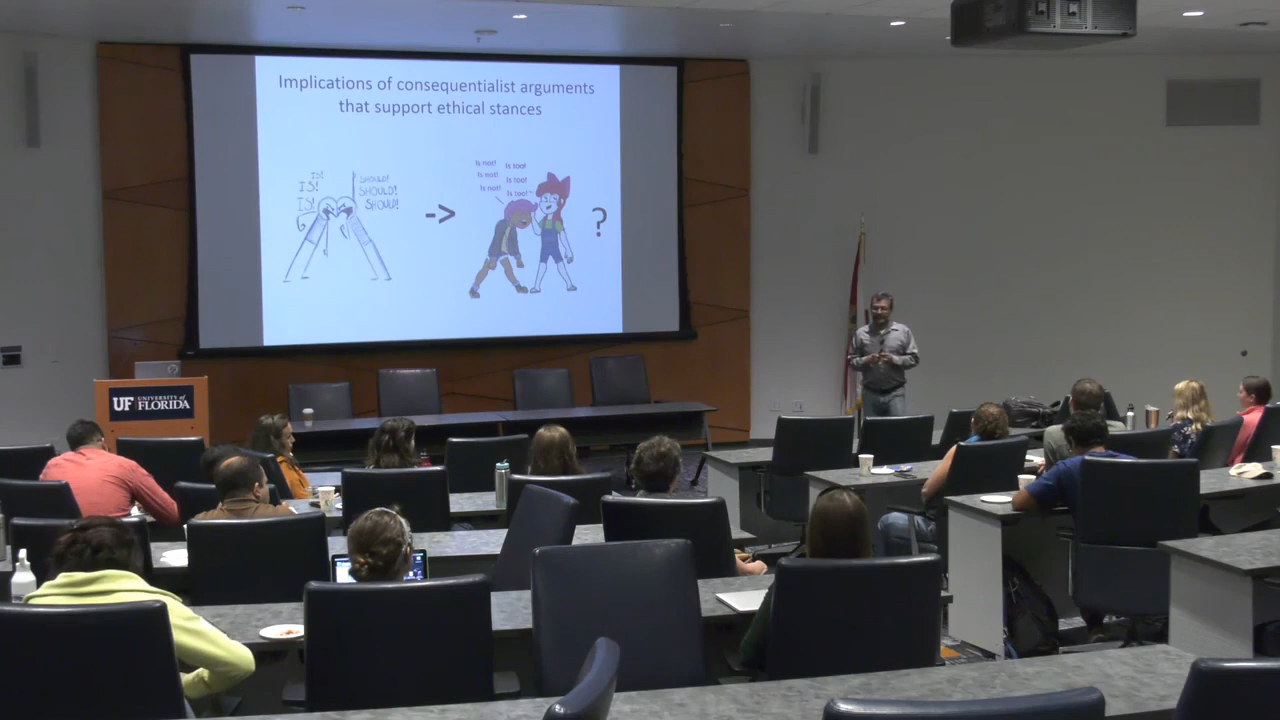 Implications of consequentialist arguments
that support ethical stances
IS!
IS!
IS!
SHOULD!
SHOULD!
SHOULD!
->
Is not!
Is too!
Is not!
Is too!
Is not!
Is too!
?
UF UNIVERSITY of
FLORIDA